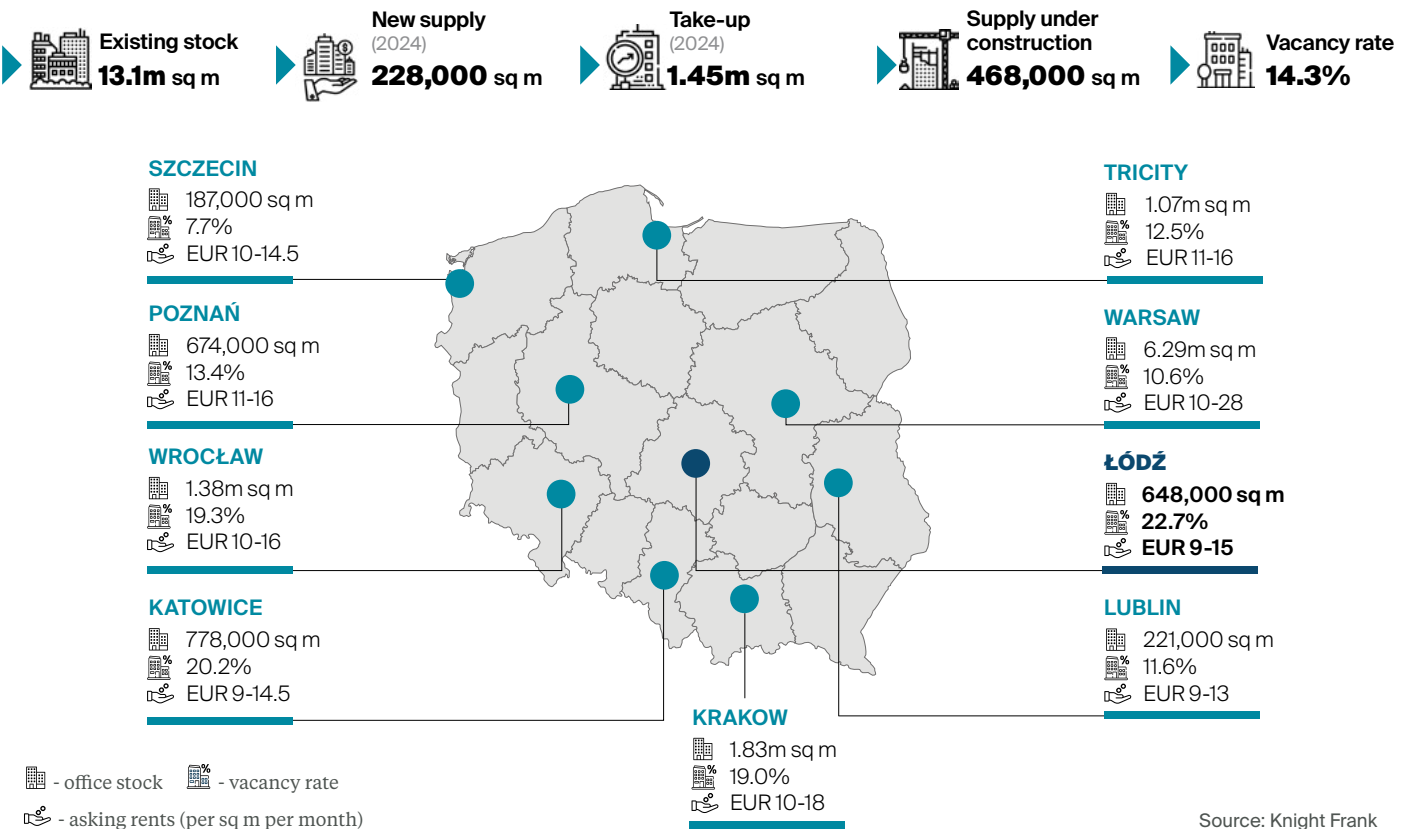 Existing stock
13.1m sq m
New supply
(2024)
228,000 sq m
Take-up
(2024)
1.45m sq m
Supply under
construction
468,000 sq m
Vacancy rate
14.3%
SZCZECIN
187,000 sq m
%
7.7%
EUR 10-14.5
POZNAŃ
674,000 sq m
%
13.4%
EUR 11-16
WROCŁAW
1.38m sq m
%
19.3%
EUR 10-16
KATOWICE
778,000 sq m
%
20.2%
EUR 9-14.5
KRAKOW
1.83m sq m
%
19.0%
EUR 10-18
TRICITY
1.07m sq m
%
12.5%
EUR 11-16
WARSAW
6.29m sq m
%
10.6%
EUR 10-28
ŁÓDŹ
648,000 sq m
%
22.7%
EUR 9-15
LUBLIN
221,000 sq m
%
11.6%
EUR 9-13
- office stock % - vacancy rate
- asking rents (per sq m per month)
Source: Knight Frank